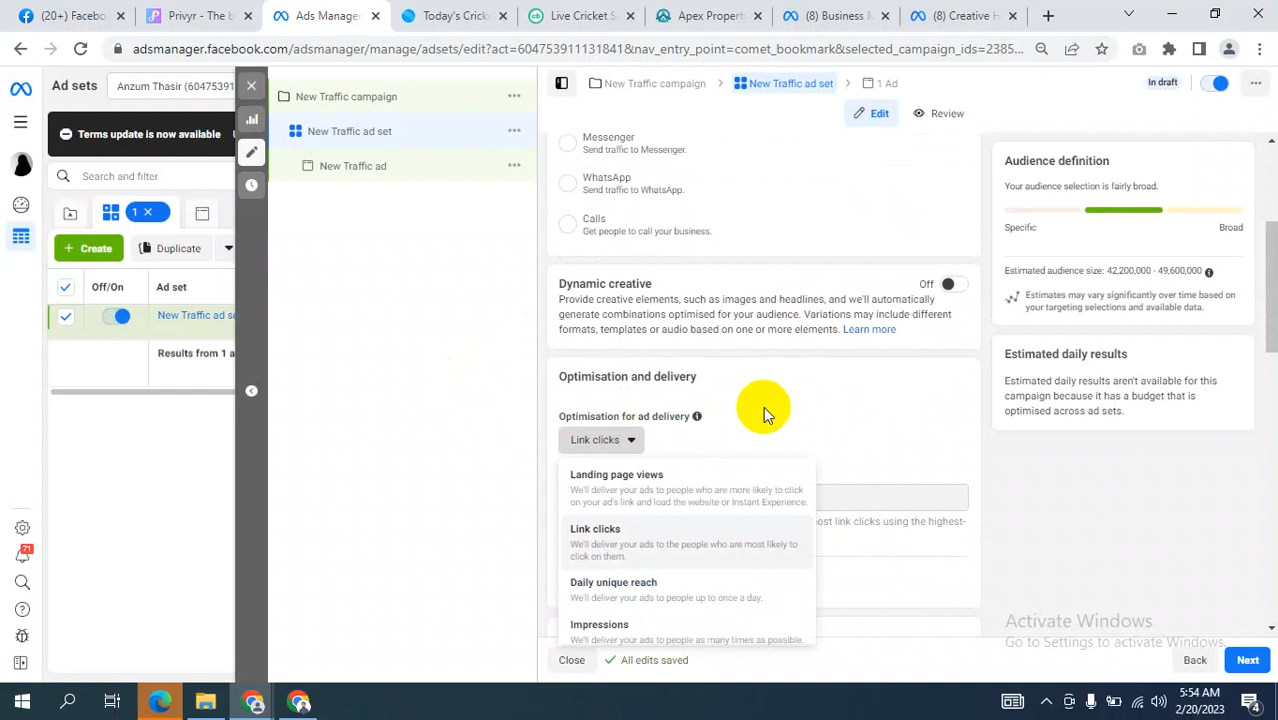 (20+) Faceboo
Privyr - The b
Ads Manager
Today's Crick
Live Cricket S
Apex Propert
(8) Business M
(8) Creative H
adsmanager.facebook.com/adsmanager/manage/adsets/edit?act=604753911131841&nav_entry_point=comet_bookmark&selected_campaign_ids=2385...
Ad sets
Anzum Thasir (6047539
Terms update is now available
Search and filter
1
Create
Duplicate
Off/On
Ad set
New Traffic ad se
Results from 1 a
71
New Traffic campaign
New Traffic ad set
New Traffic ad
New Traffic campaign
New Traffic ad set
1 Ad
In draft
Edit
Review
Messenger
Send traffic to Messenger.
WhatsApp
Send traffic to WhatsApp.
Calls
Get people to call your business.
Dynamic creative
Off
Provide creative elements, such as images and headlines, and we'll automatically
generate combinations optimised for your audience. Variations may include different
formats, templates or audio based on one or more elements. Learn more
Optimisation and delivery
Optimisation for ad delivery
Link clicks
Landing page views
We'll deliver your ads to people who are more likely to click
on your ad's link and load the website or Instant Experience.
Link clicks
We'll deliver your ads to the people who are most likely to
click on them.
Daily unique reach
We'll deliver your ads to people up to once a day.
Impressions
We'll deliver your ads to people as many times as possible.
ost link clicks using the highest-
Close
All edits saved
Back
Next
Audience definition
Your audience selection is fairly broad.
Specific
Broad
Estimated audience size: 42,200,000 - 49,600,000
Estimates may vary significantly over time based on
your targeting selections and available data.
Estimated daily results
Estimated daily results aren't available for this
campaign because it has a budget that is
optimised across ad sets.
Activate Windows
Go to Settings to activate Windows.
5:54 AM
2/20/2023
4